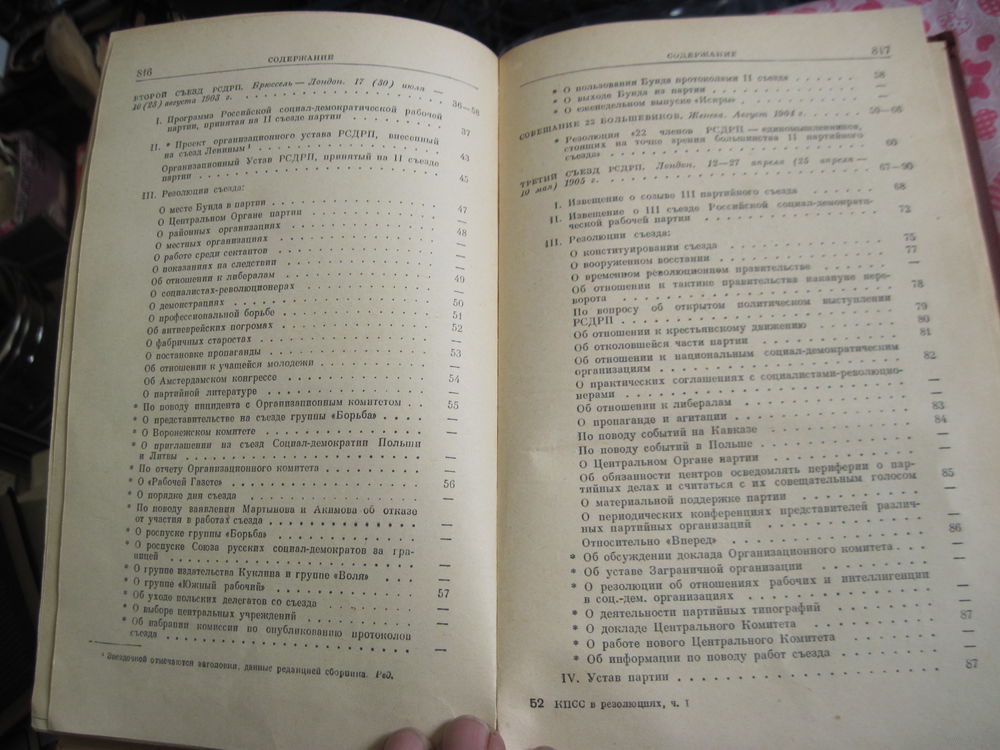 816
СОДЕРЖАНИЕ
ВТОРОЙ СЪЕЗД РСДРП. Брюссель — Лондон. 17 (30) июля —
10 (23) августа 1903 г. 36—58
I. Программа Российской социал-демократической рабочей
партии, принятая на II съезде партии 37
II. * Проект организационного устава РСДРП, внесенный
на съезд Лениным ¹ 43
Организационный Устав РСДРП, принятый на II съезде
партии 45
III. Резолюции съезда:
О месте Бунда в партии 47
О Центральном Органе партии —
О районных организациях 48
О местных организациях —
О работе среди сектантов —
О показаниях на следствии —
Об отношении к либералам 49
О социалистах-революционерах —
О демонстрациях 50
О профессиональной борьбе 51
Об антиеврейских погромах 52
О фабричных старостах —
О постановке пропаганды 53
Об отношении к учащейся молодежи —
Об Амстердамском конгрессе 54
О партийной литературе —
* По поводу инцидента с Организационным комитетом 55
* О представительстве на съезде группы «Борьба» —
* О Воронежском комитете —
* О приглашении на съезд Социал-демократии Польши
и Литвы —
* По отчету Организационного комитета —
* О «Рабочей Газете» 56
* О порядке дня съезда —
* По поводу заявления Мартынова и Акимова об отказе
от участия в работах съезда —
* О роспуске группы «Борьба» —
* О роспуске Союза русских социал-демократов за гра-
ницей —
* О группе издательства Куклина и группе «Воля» —
* О группе «Южный рабочий» 57
* Об уходе польских делегатов со съезда —
* О выборе центральных учреждений —
* Об избрании комиссии по опубликованию протоколов
съезда —
¹ Звездочкой отмечаются заголовки, данные редакцией сборника. Ред.
СОДЕРЖАНИЕ
817
* О пользовании Бунда протоколами II съезда 58
* О выходе Бунда из партии —
* О еженедельном выпуске «Искры» —
СОВЕЩАНИЕ 22 БОЛЬШЕВИКОВ. Женева. Август 1904 г. 59—66
* Резолюция «22 членов РСДРП — единомышленников,
стоящих на точке зрения большинства II партийного
съезда» 60
ТРЕТИЙ СЪЕЗД РСДРП. Лондон. 12—27 апреля (25 апреля —
10 мая) 1905 г. 67—90
I. Извещение о созыве III партийного съезда 68
II. Извещение о III съезде Российской социал-демократи-
ческой рабочей партии 72
III. Резолюции съезда:
О конституировании съезда 75
О вооруженном восстании 77
О временном революционном правительстве —
Об отношении к тактике правительства накануне пере-
ворота 78
По вопросу об открытом политическом выступлении
РСДРП 79
Об отношении к крестьянскому движению 80
Об отколовшейся части партии 81
Об отношении к национальным социал-демократическим
организациям 82
О практических соглашениях с социалистами-революцио-
нерами —
Об отношении к либералам —
О пропаганде и агитации 83
По поводу событий на Кавказе 84
По поводу событий в Польше —
О Центральном Органе партии —
Об обязанности центров осведомлять периферии о пар-
тийных делах и считаться с их совещательным голосом 85
О материальной поддержке партии —
О периодических конференциях представителей различ-
ных партийных организаций —
Относительно «Вперед» 86
* Об обсуждении доклада Организационного комитета —
* Об уставе Заграничной организации —
* О резолюции об отношениях рабочих и интеллигенции
в соц.-дем. организациях —
* О деятельности партийных типографий —
* О докладе Центрального Комитета 87
* О работе нового Центрального Комитета —
* Об информации по поводу работ съезда —
IV. Устав партии 87
52 КПСС в резолюциях, ч. I